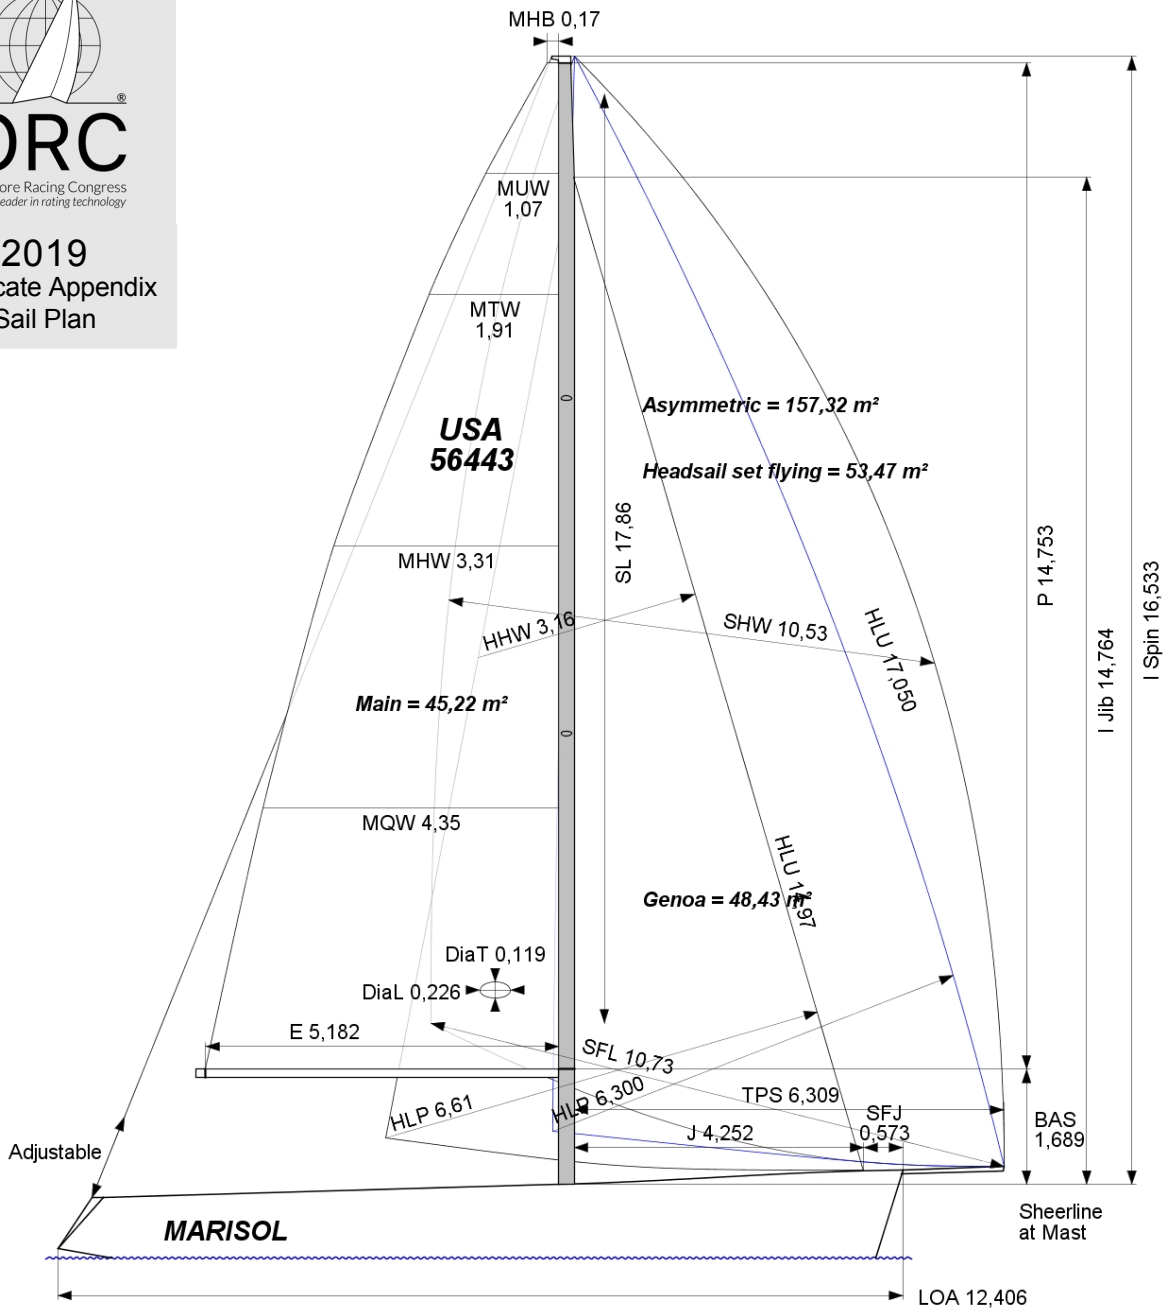 MHB 0,17
®
ORC
ore Racing Congress
eader in rating technology
2019
cate Appendix
Sail Plan
MUW
1,07
MTW
1,91
USA
56443
Asymmetric = 157,32 m²
Headsail set flying = 53,47 m²
SL 17,86
P 14,753
I Jib 14,764
I Spin 16,533
MHW 3,31
HHW 3,16
SHW 10,53
HLU 17,050
Main = 45,22 m²
MQW 4,35
HLU 14,97
Genoa = 48,43 m²
DiaT 0,119
DiaL 0,226
E 5,182
SFL 10,73
HLP 6,61
HLP 6,300
TPS 6,309
SFJ
0,573
J 4,252
BAS
1,689
Adjustable
Sheerline
at Mast
MARISOL
LOA 12,406